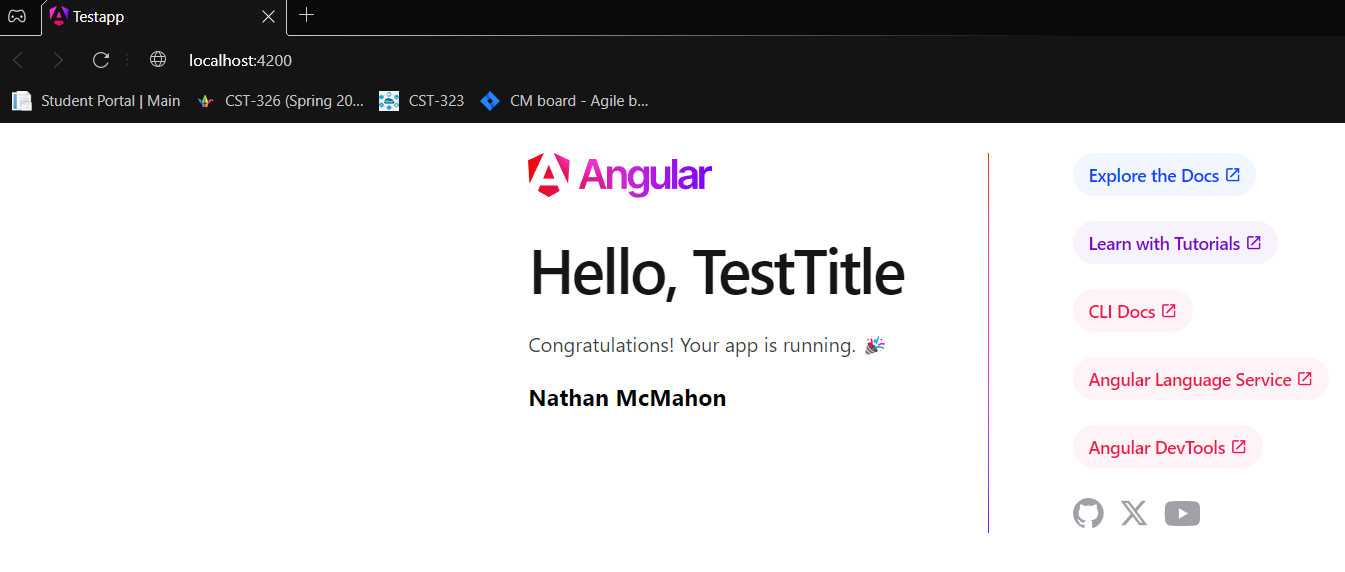 Testapp
localhost:4200
Student Portal | Main
CST-326 (Spring 20...
CST-323
CM board - Agile b...
Angular
Hello, TestTitle
Congratulations! Your app is running. 🎉
Nathan McMahon
Explore the Docs
Learn with Tutorials
CLI Docs
Angular Language Service
Angular DevTools